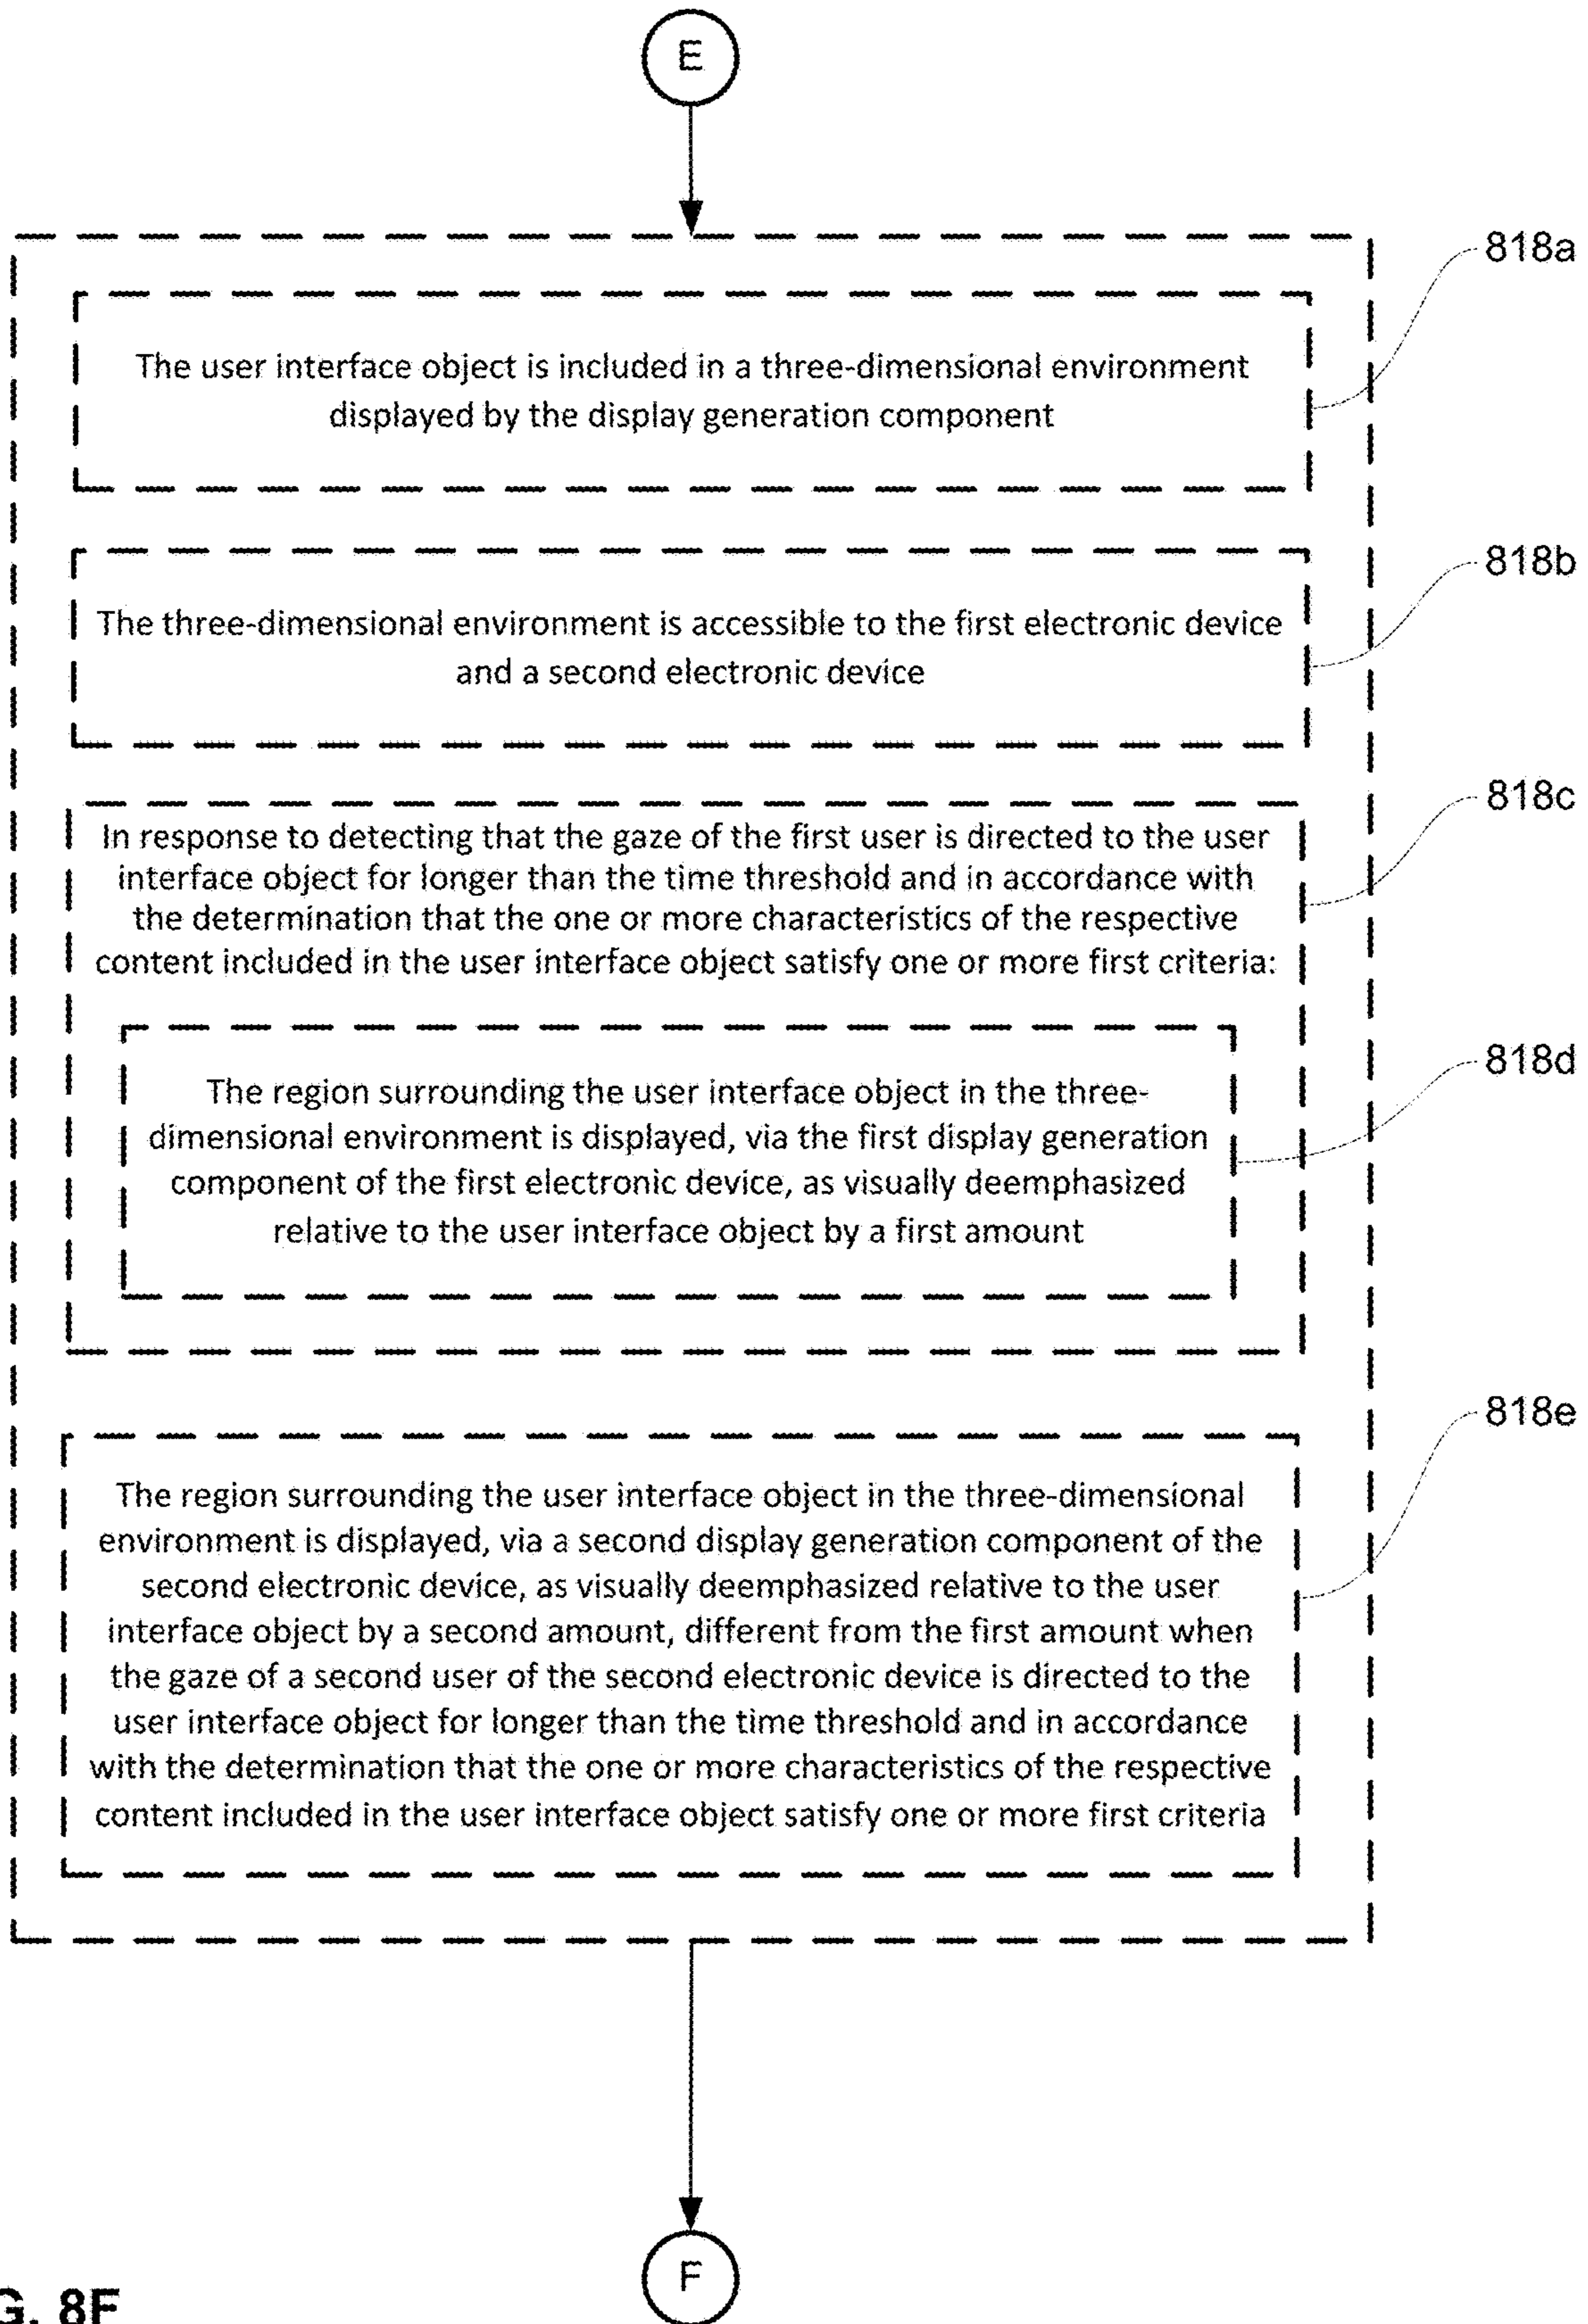 E
818a
The user interface object is included in a three-dimensional environment
displayed by the display generation component
818b
The three-dimensional environment is accessible to the first electronic device
and a second electronic device
818c
In response to detecting that the gaze of the first user is directed to the user
interface object for longer than the time threshold and in accordance with
the determination that the one or more characteristics of the respective
content included in the user interface object satisfy one or more first criteria:
818d
The region surrounding the user interface object in the three-
dimensional environment is displayed, via the first display generation
component of the first electronic device, as visually deemphasized
relative to the user interface object by a first amount
818e
The region surrounding the user interface object in the three-dimensional
environment is displayed, via a second display generation component of the
second electronic device, as visually deemphasized relative to the user
interface object by a second amount, different from the first amount when
the gaze of a second user of the second electronic device is directed to the
user interface object for longer than the time threshold and in accordance
with the determination that the one or more characteristics of the respective
content included in the user interface object satisfy one or more first criteria
F
G. 8F